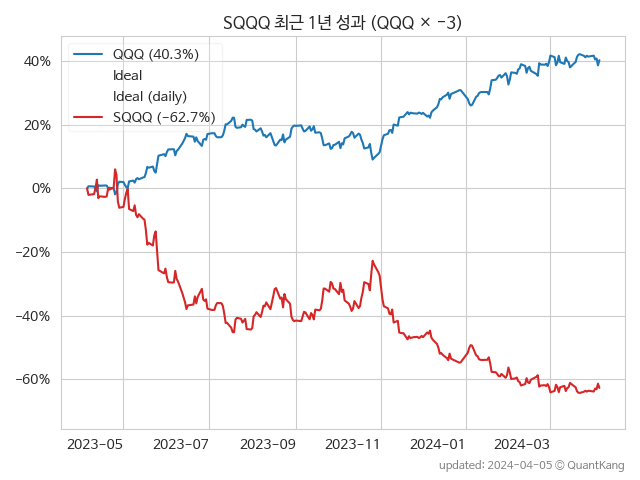 SQQQ 최근 1년 성과 (QQQ × −3)
QQQ (40.3%)
Ideal
Ideal (daily)
SQQQ (−62.7%)
40%
20%
0%
−20%
−40%
−60%
2023-05
2023-07
2023-09
2023-11
2024-01
2024-03
updated: 2024-04-05 © QuantKang